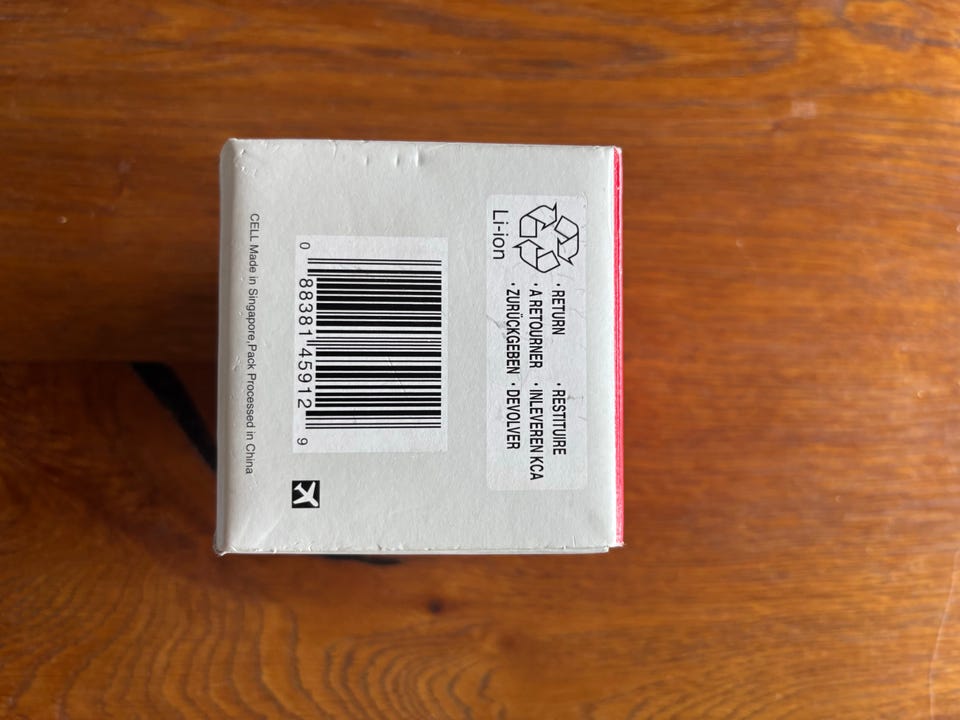 Li-ion
·RETURN ·RESTITUIRE
·A RETOURNER ·INLEVEREN KCA
·ZURÜCKGEBEN ·DEVOLVER
0 88381 45912 9
CELL Made in Singapore,Pack Processed in China